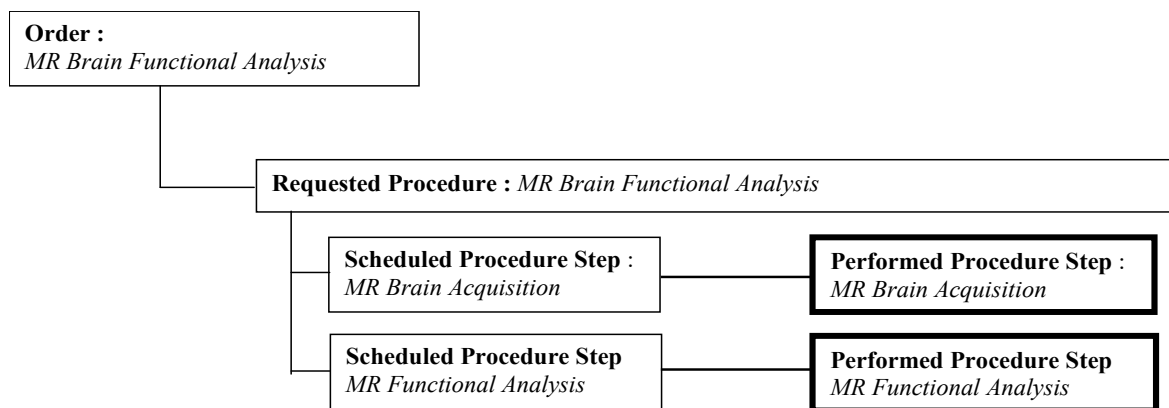 Order :
MR Brain Functional Analysis
Requested Procedure : MR Brain Functional Analysis
Scheduled Procedure Step :
MR Brain Acquisition
Performed Procedure Step :
MR Brain Acquisition
Scheduled Procedure Step
MR Functional Analysis
Performed Procedure Step
MR Functional Analysis